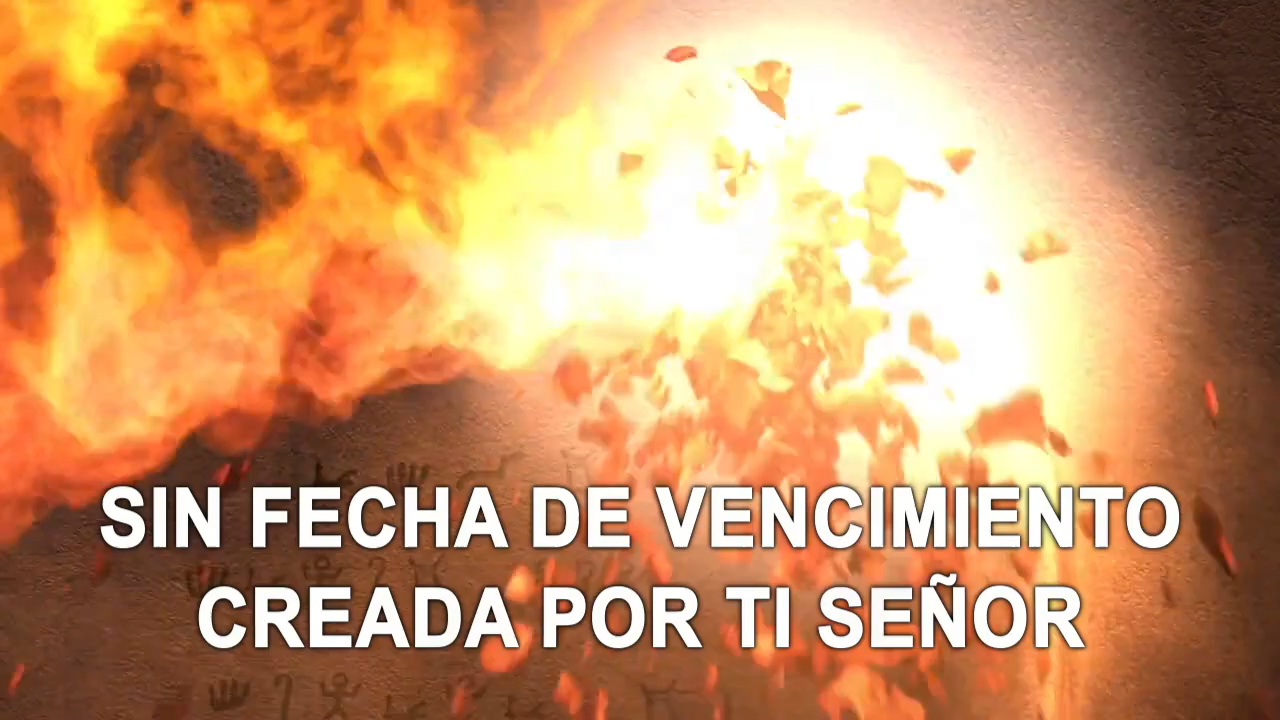 SIN FECHA DE VENCIMIENTO
CREADA POR TI SEÑOR